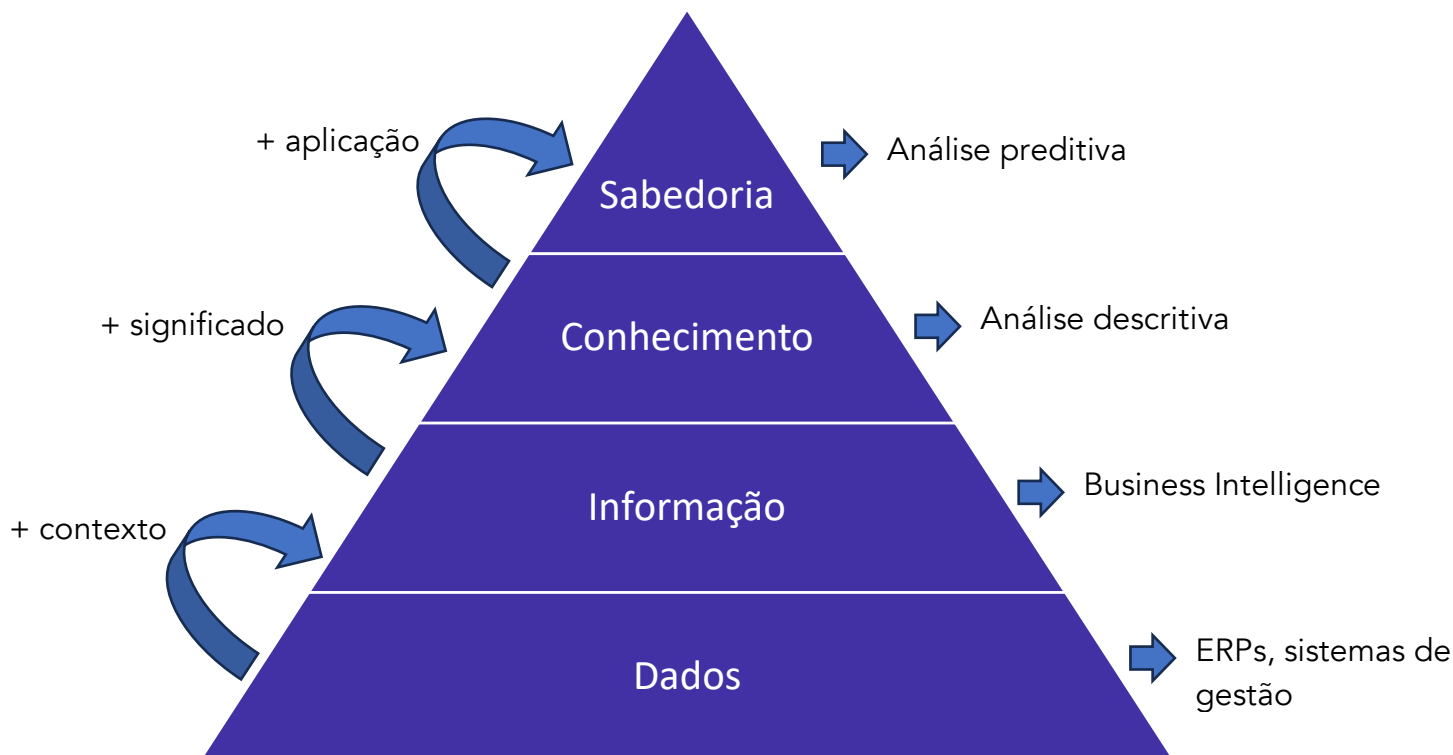 + aplicação
Análise preditiva
Sabedoria
+ significado
Análise descritiva
Conhecimento
Business Intelligence
Informação
+ contexto
ERPs, sistemas de
gestão
Dados